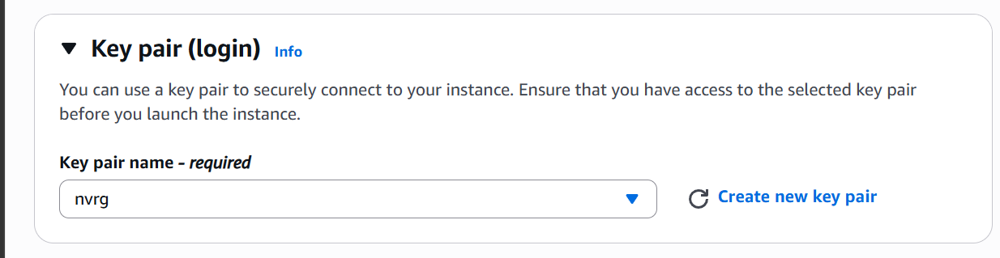 Key pair (login) Info
You can use a key pair to securely connect to your instance. Ensure that you have access to the selected key pair
before you launch the instance.
Key pair name - required
nvrg
Create new key pair